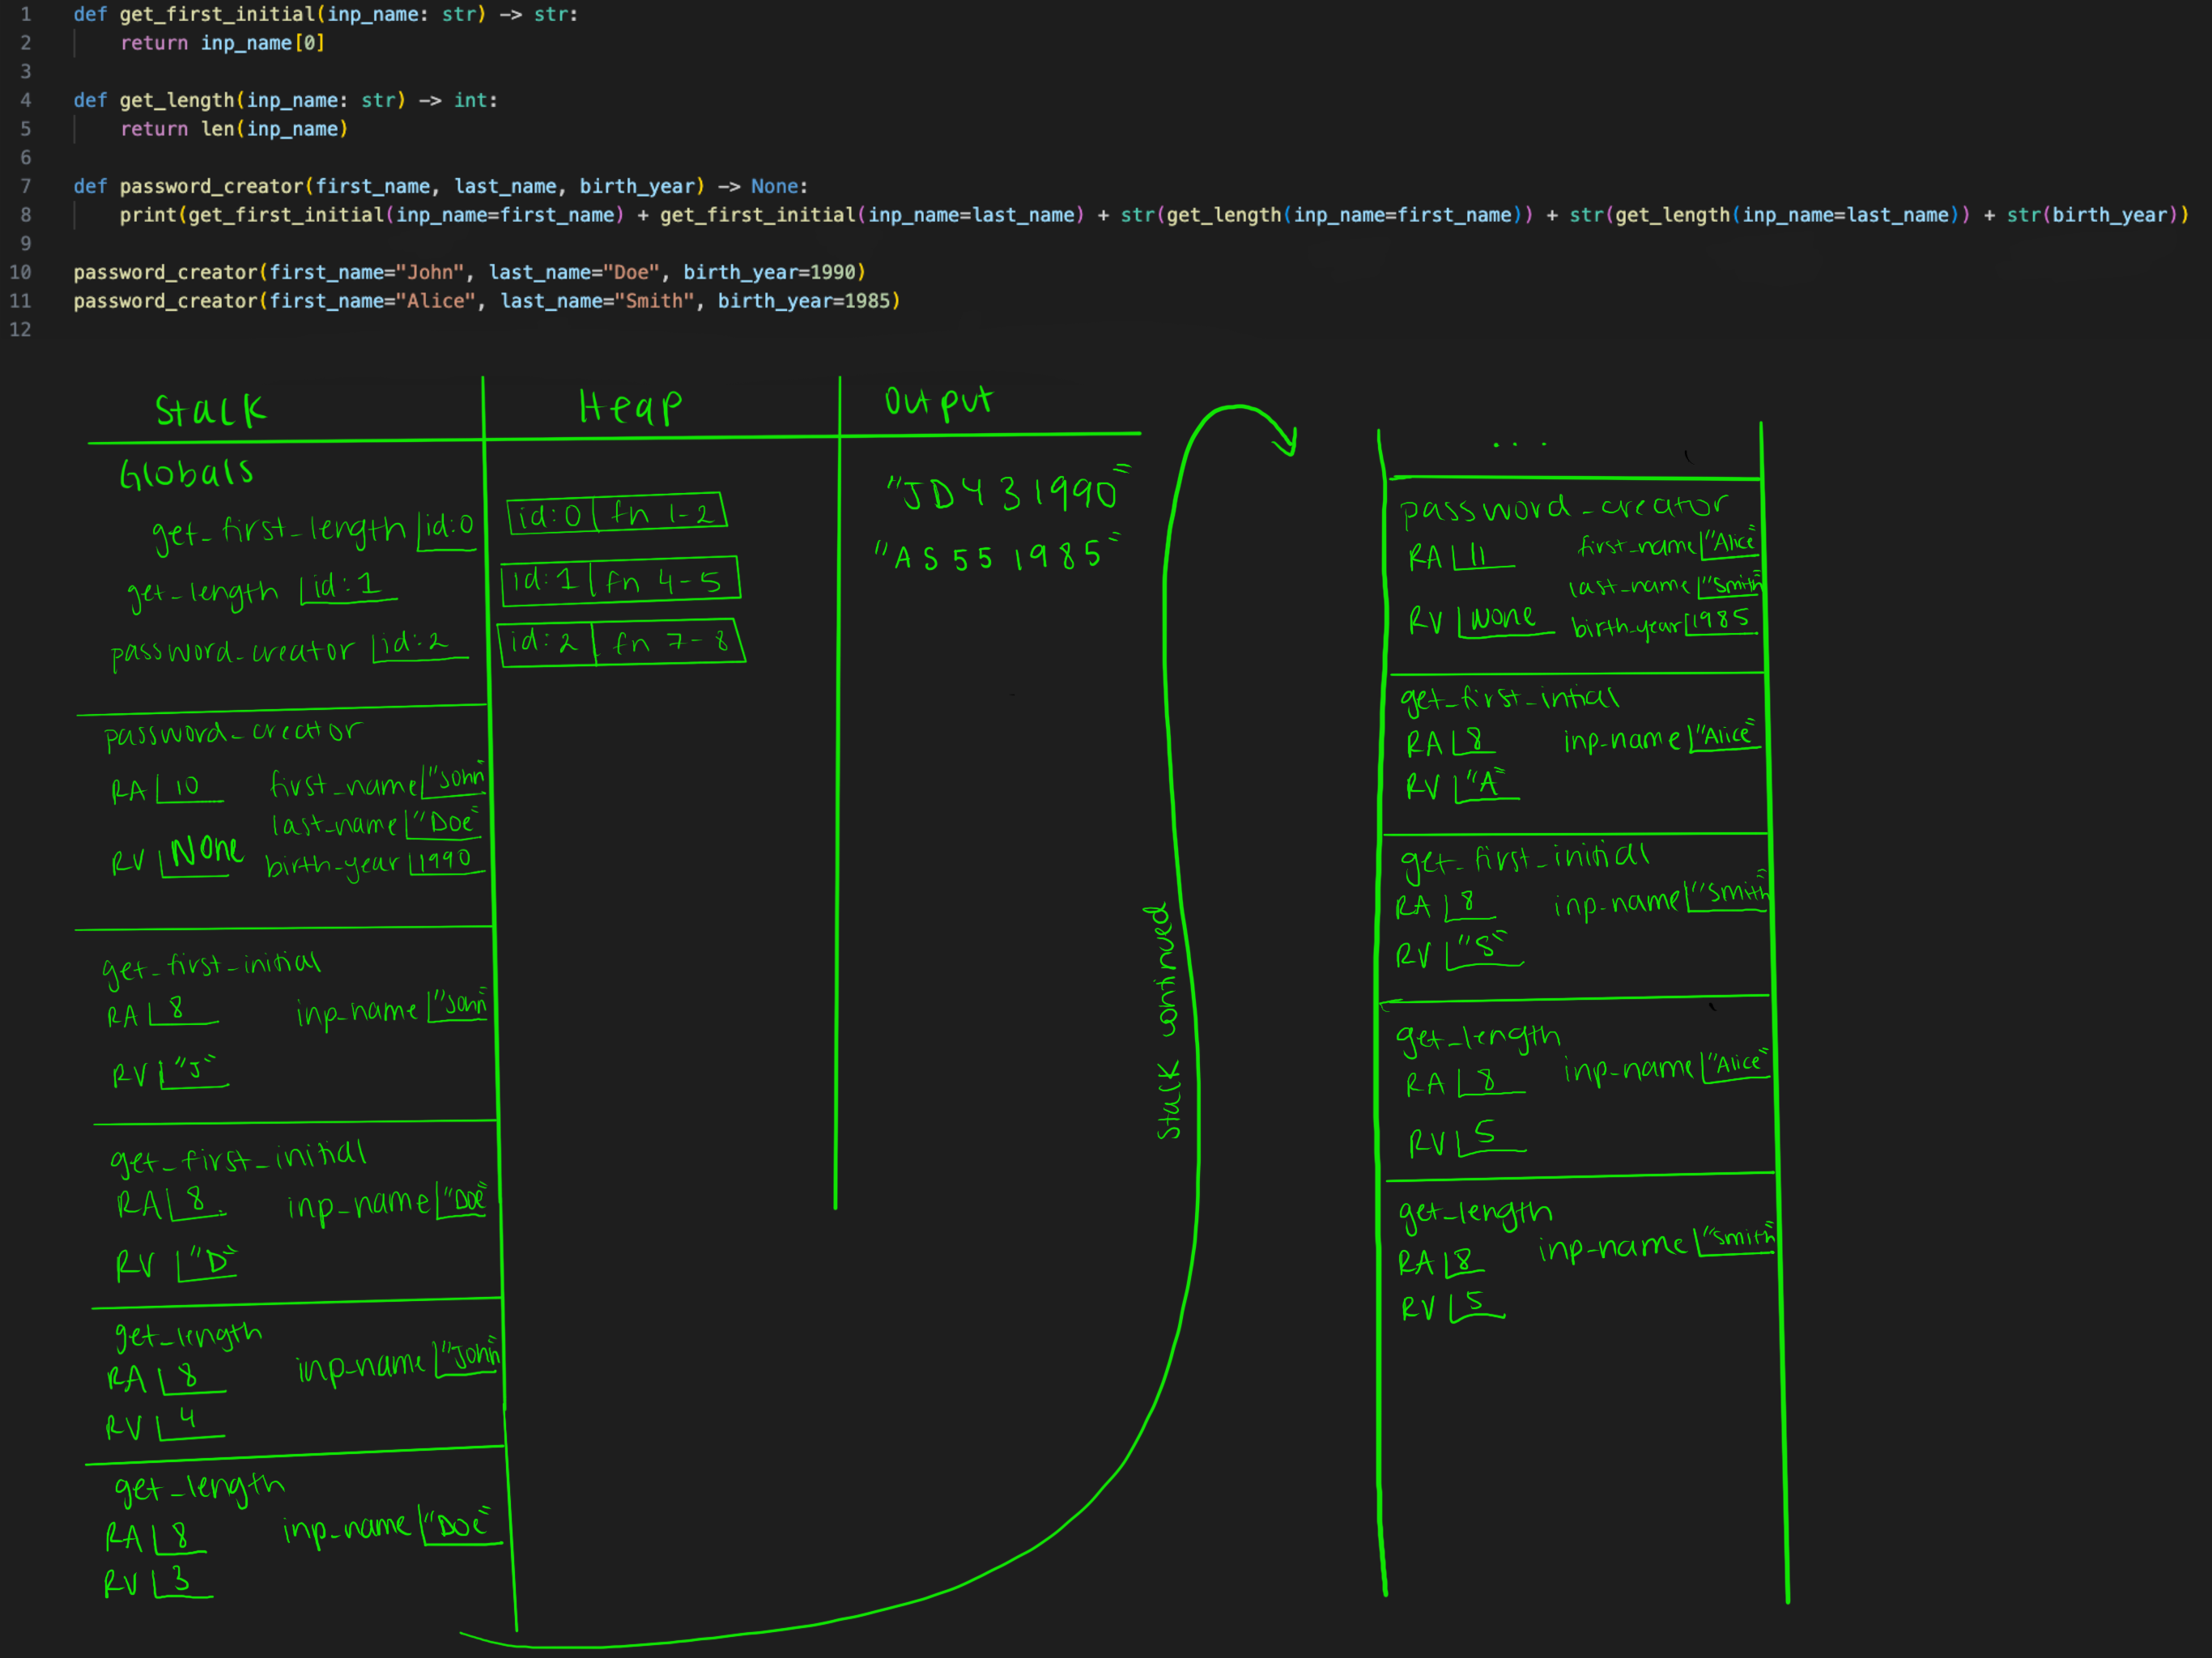 1 def get_first_initial(inp_name: str) -> str:
2     return inp_name[0]
3
4 def get_length(inp_name: str) -> int:
5     return len(inp_name)
6
7 def password_creator(first_name, last_name, birth_year) -> None:
8     print(get_first_initial(inp_name=first_name) + get_first_initial(inp_name=last_name) + str(get_length(inp_name=first_name)) + str(get_length(inp_name=last_name)) + str(birth_year))
9
10 password_creator(first_name="John", last_name="Doe", birth_year=1990)
11 password_creator(first_name="Alice", last_name="Smith", birth_year=1985)
12
Stack
Globals
get_first_length id:0
get_length id:1
password_creator id:2
password_creator
RA 10 first_name "John"
last_name "Doe"
RV None birth_year 1990
get_first_initial
RA 8 inp_name "John"
RV "J"
get_first_initial
RA 8 inp_name "Doe"
RV "D"
get_length
RA 8 inp_name "John"
RV 4
get_length
RA 8 inp_name "Doe"
RV 3
Heap
id:0 fn 1-2
id:1 fn 4-5
id:2 fn 7-8
Output
"JD431990"
"AS551985"
Stack continued
...
password_creator
RA 11 first_name "Alice"
last_name "Smith"
RV None birth_year 1985
get_first_intial
RA 8 inp_name "Alice"
RV "A"
get_first_initial
RA 8 inp_name "Smith"
RV "S"
get_length
RA 8 inp_name "Alice"
RV 5
get_length
RA 8 inp_name "Smith"
RV 5